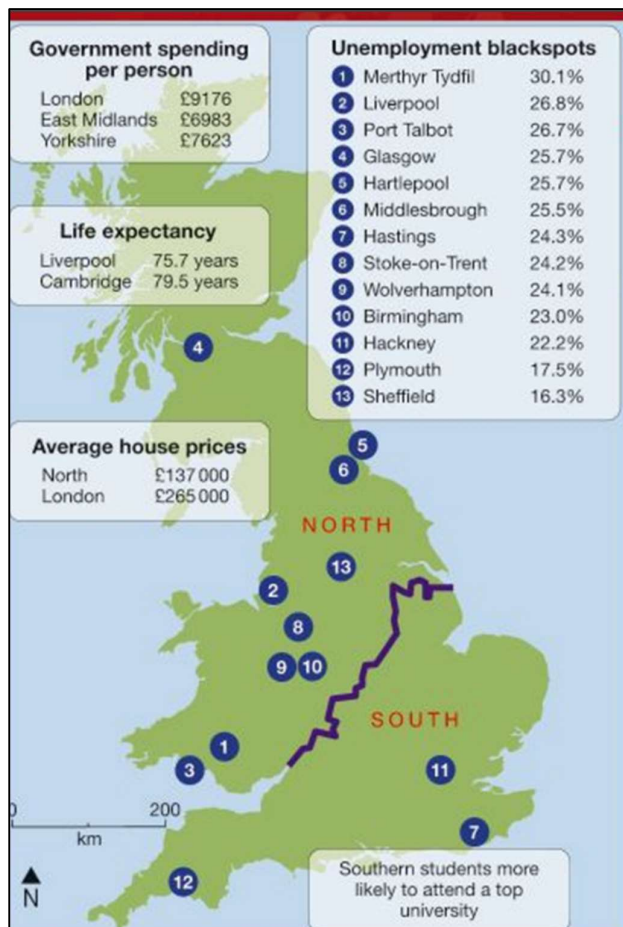 Government spending
per person
London £9176
East Midlands £6983
Yorkshire £7623
Life expectancy
Liverpool 75.7 years
Cambridge 79.5 years
Average house prices
North £137 000
London £265 000
Unemployment blackspots
1 Merthyr Tydfil 30.1%
2 Liverpool 26.8%
3 Port Talbot 26.7%
4 Glasgow 25.7%
5 Hartlepool 25.7%
6 Middlesbrough 25.5%
7 Hastings 24.3%
8 Stoke-on-Trent 24.2%
9 Wolverhampton 24.1%
10 Birmingham 23.0%
11 Hackney 22.2%
12 Plymouth 17.5%
13 Sheffield 16.3%
4
5
6
NORTH
13
2
8
9 10
SOUTH
1
3
11
0 200
km
7
12
N
Southern students more
likely to attend a top
university